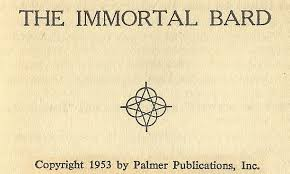 THE IMMORTAL BARD
Copyright 1953 by Palmer Publications, Inc.